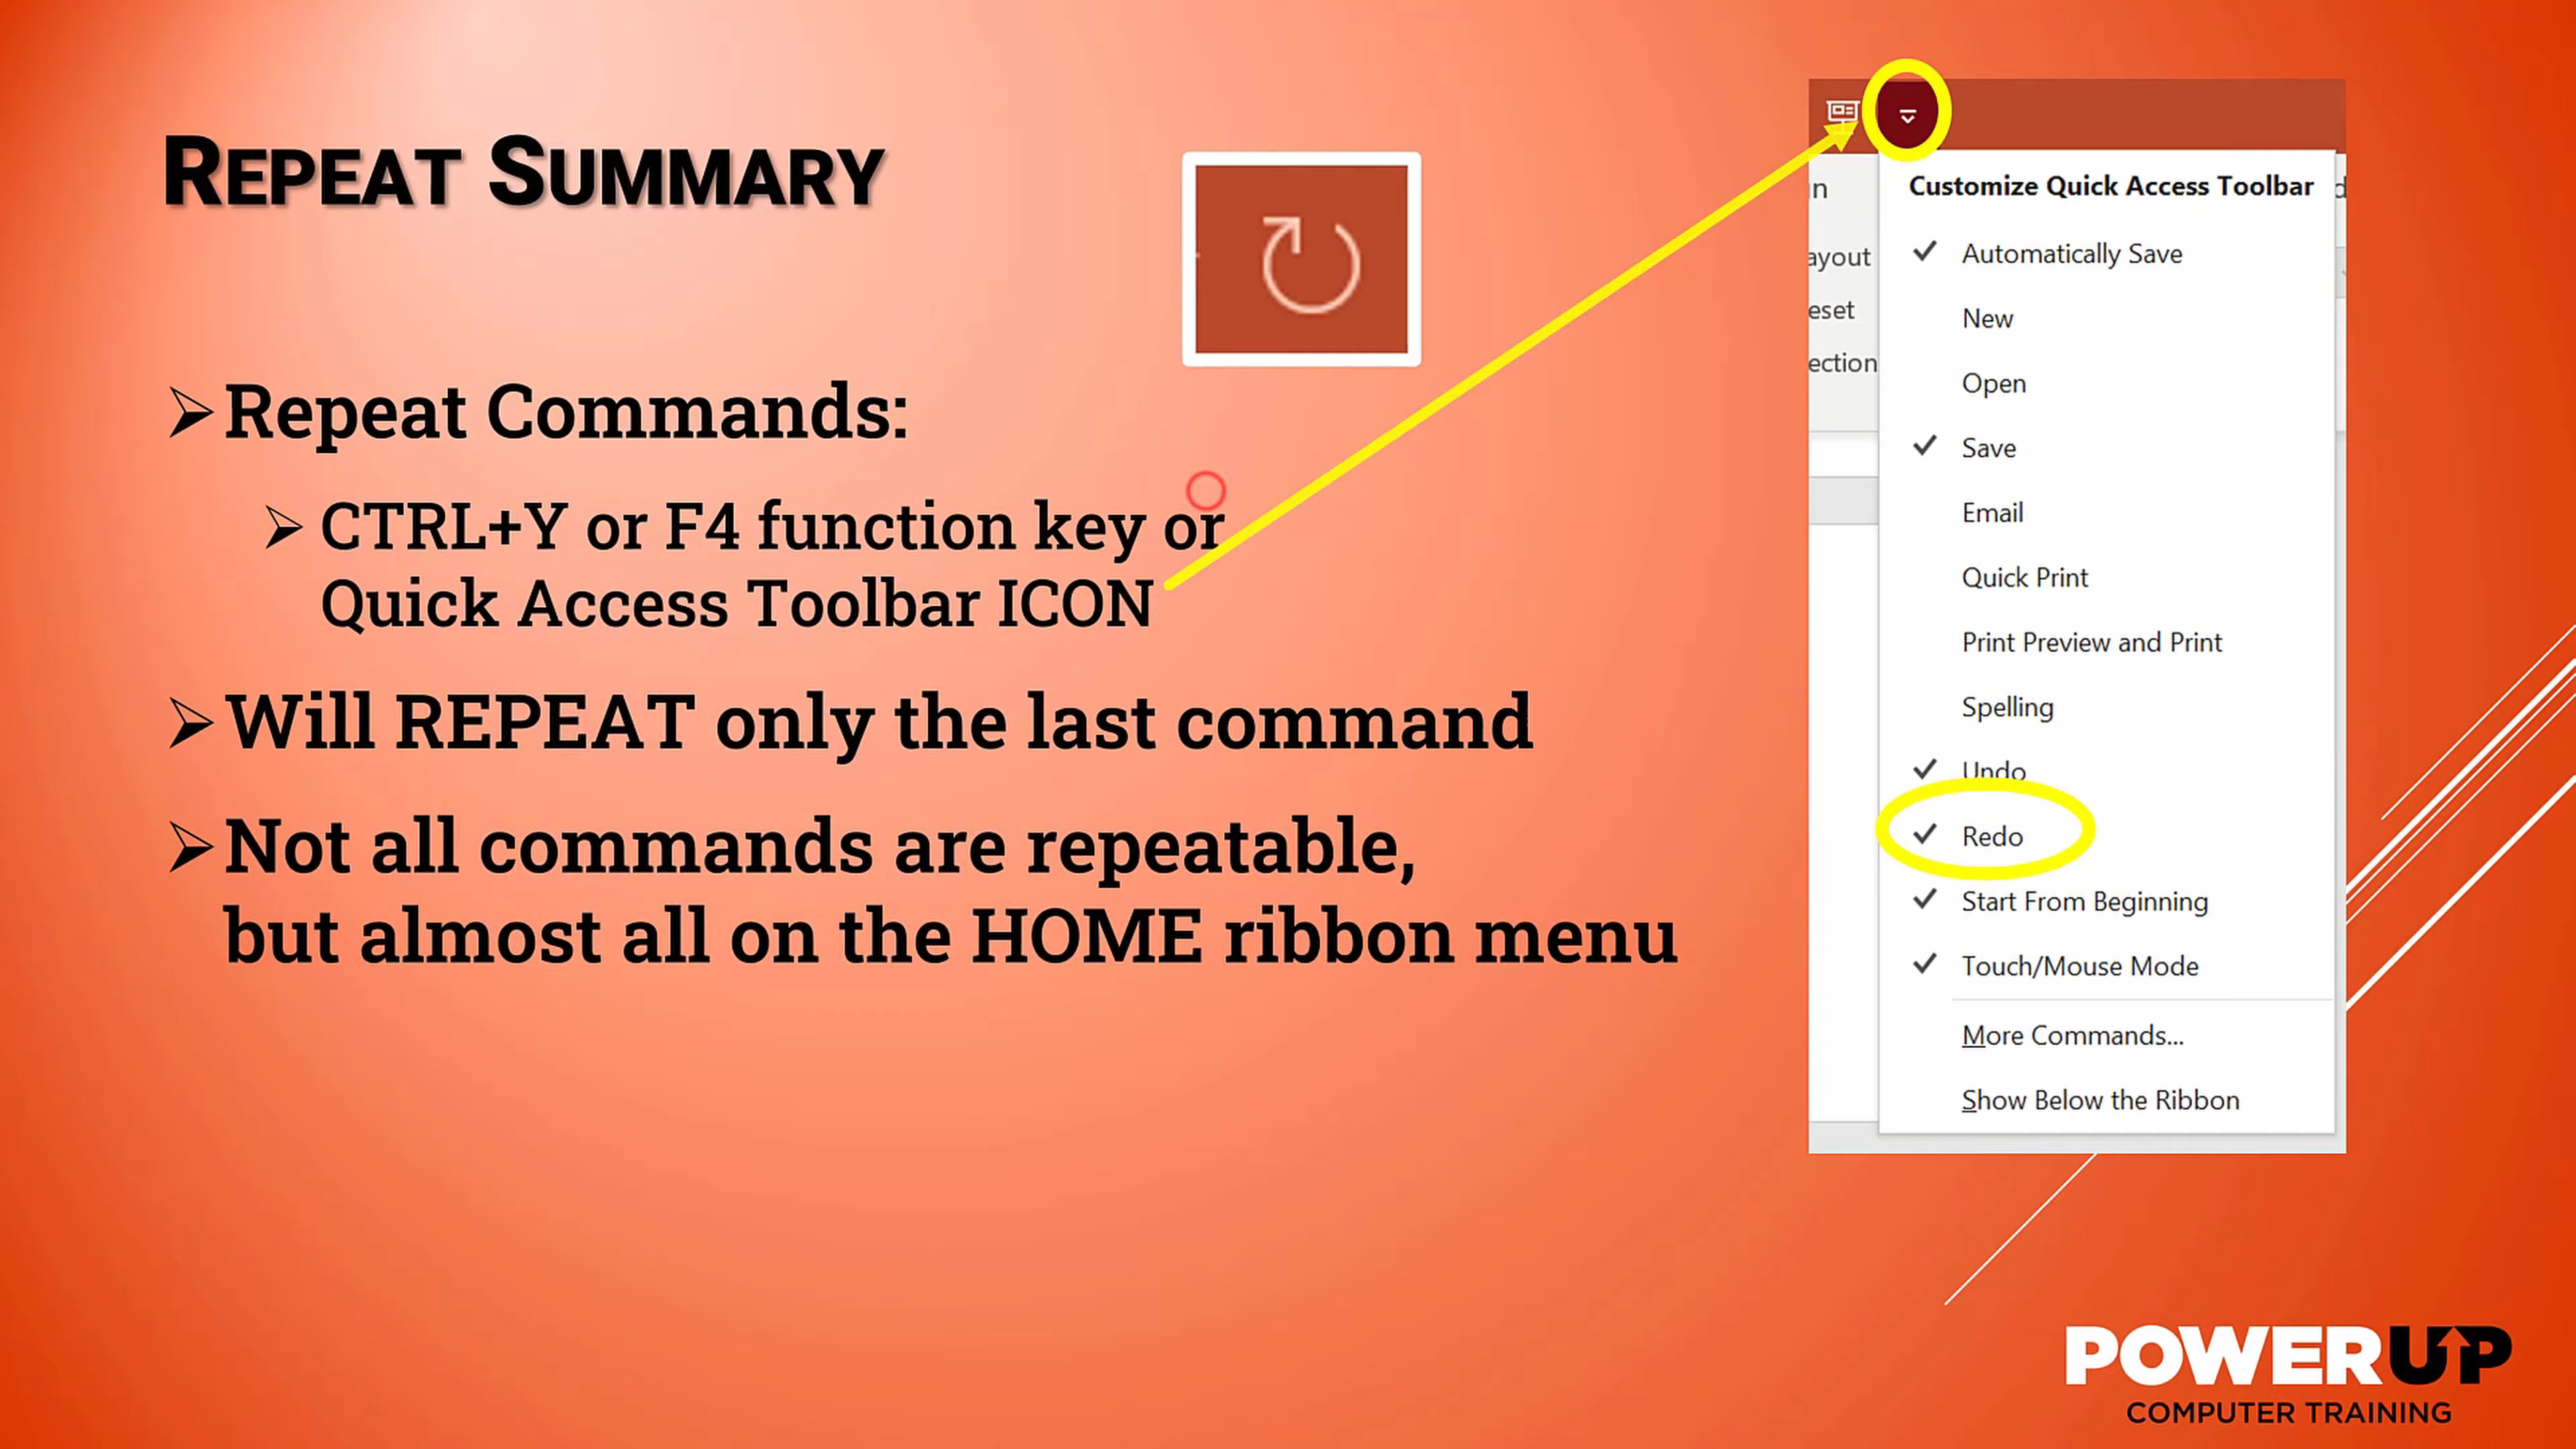 REPEAT SUMMARY
Repeat Commands:
CTRL+Y or F4 function key or
Quick Access Toolbar ICON
Will REPEAT only the last command
Not all commands are repeatable,
but almost all on the HOME ribbon menu
Customize Quick Access Toolbar
Automatically Save
New
Open
Save
Email
Quick Print
Print Preview and Print
Spelling
Undo
Redo
Start From Beginning
Touch/Mouse Mode
More Commands...
Show Below the Ribbon
ayout
eset
ection
POWERUP
COMPUTER TRAINING